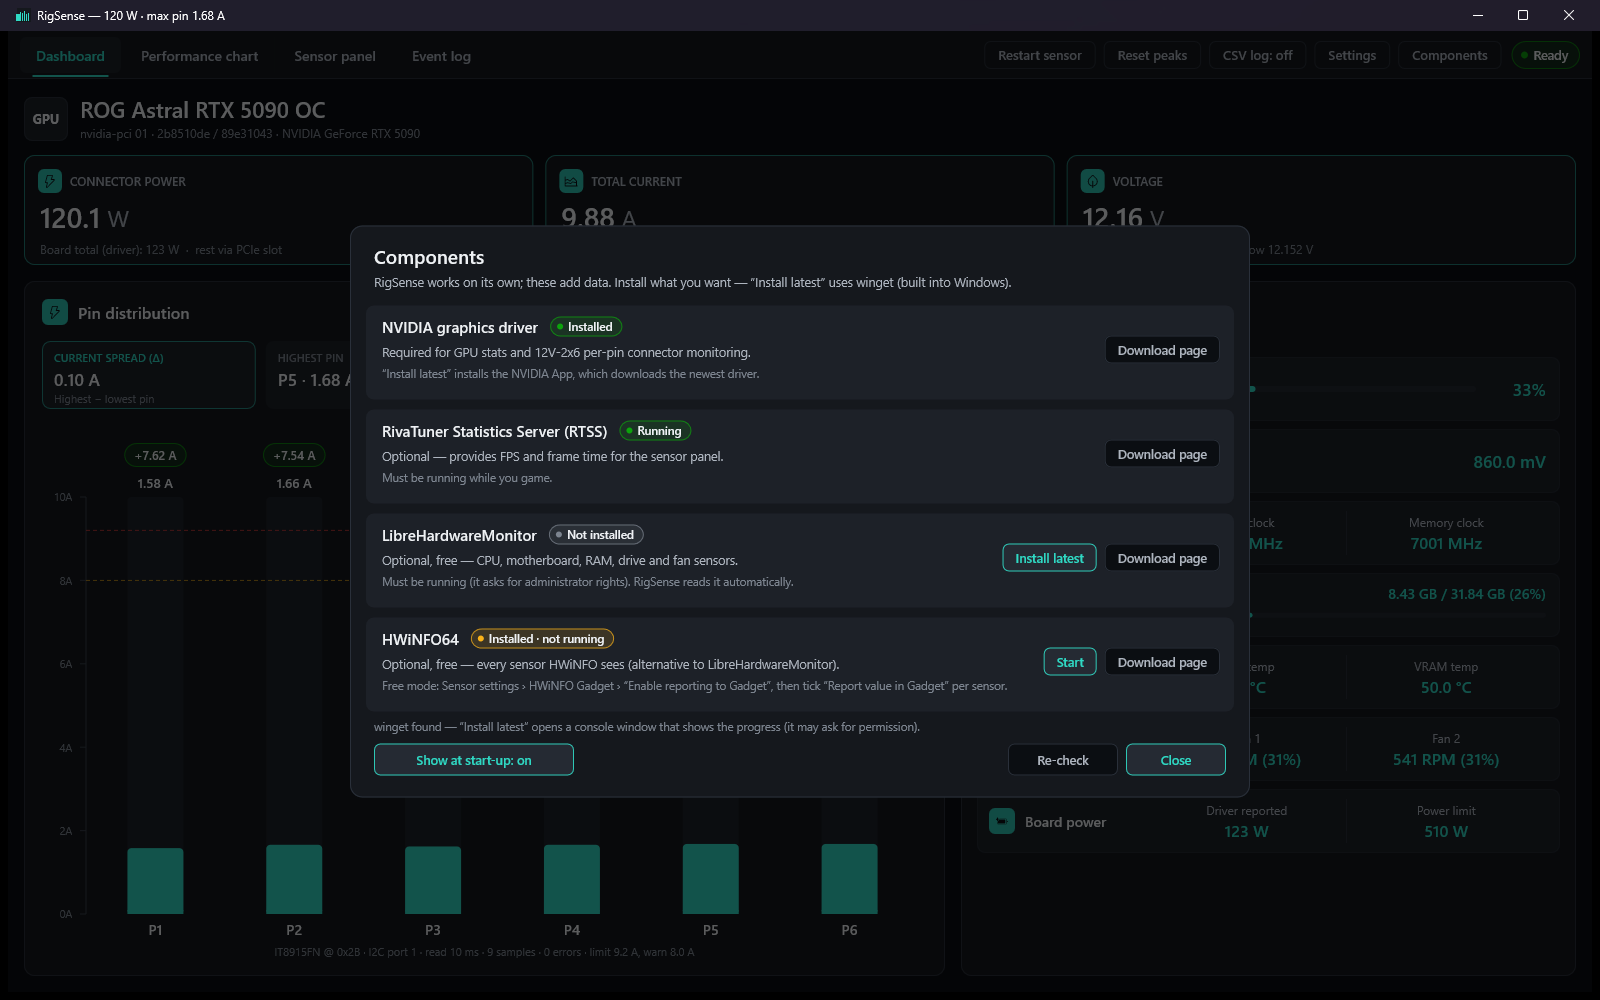 RigSense — 120 W · max pin 1.68 A
Dashboard
Performance chart
Sensor panel
Event log
Restart sensor
Reset peaks
CSV log: off
Settings
Components
Ready
GPU
ROG Astral RTX 5090 OC
nvidia-pci 01 · 2b8510de / 89e31043 · NVIDIA GeForce RTX 5090
CONNECTOR POWER
120.1 W
Board total (driver): 123 W · rest via PCIe slot
TOTAL CURRENT
9.88 A
VOLTAGE
12.16 V
ow 12.152 V
Pin distribution
CURRENT SPREAD (Δ)
0.10 A
Highest – lowest pin
HIGHEST PIN
P5 · 1.68 A
+7.62 A
1.58 A
+7.54 A
1.66 A
10A
8A
6A
4A
2A
0A
P1
P2
P3
P4
P5
P6
IT8915FN @ 0x2B · I2C port 1 · read 10 ms · 9 samples · 0 errors · limit 9.2 A, warn 8.0 A
Components
RigSense works on its own; these add data. Install what you want — “Install latest” uses winget (built into Windows).
NVIDIA graphics driver
Installed
Required for GPU stats and 12V-2x6 per-pin connector monitoring.
“Install latest” installs the NVIDIA App, which downloads the newest driver.
Download page
RivaTuner Statistics Server (RTSS)
Running
Optional — provides FPS and frame time for the sensor panel.
Must be running while you game.
Download page
LibreHardwareMonitor
Not installed
Optional, free — CPU, motherboard, RAM, drive and fan sensors.
Must be running (it asks for administrator rights). RigSense reads it automatically.
Install latest
Download page
HWiNFO64
Installed · not running
Optional, free — every sensor HWiNFO sees (alternative to LibreHardwareMonitor).
Free mode: Sensor settings › HWiNFO Gadget › “Enable reporting to Gadget”, then tick “Report value in Gadget” per sensor.
Start
Download page
winget found — “Install latest” opens a console window that shows the progress (it may ask for permission).
Show at start-up: on
Re-check
Close
33%
860.0 mV
clock
MHz
Memory clock
7001 MHz
8.43 GB / 31.84 GB (26%)
temp
°C
VRAM temp
50.0 °C
1
M (31%)
Fan 2
541 RPM (31%)
Board power
Driver reported
123 W
Power limit
510 W